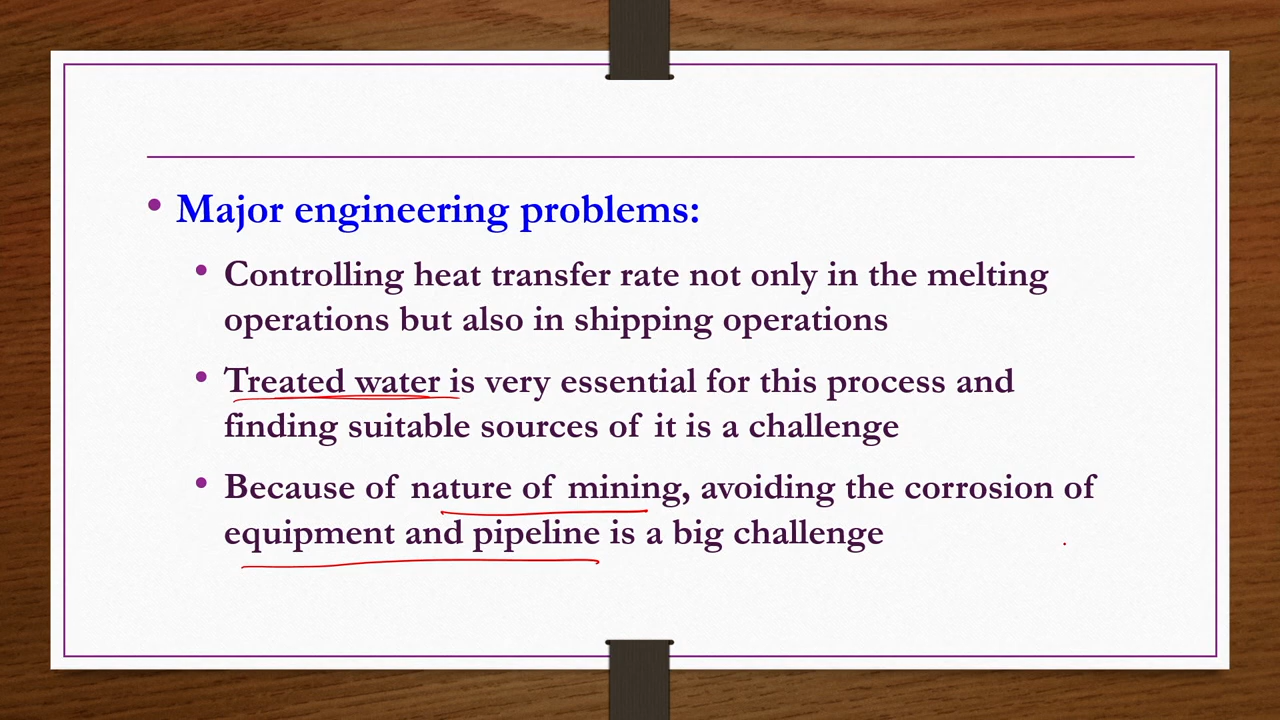 • Major engineering problems:
• Controlling heat transfer rate not only in the melting
operations but also in shipping operations
• Treated water is very essential for this process and
finding suitable sources of it is a challenge
• Because of nature of mining, avoiding the corrosion of
equipment and pipeline is a big challenge